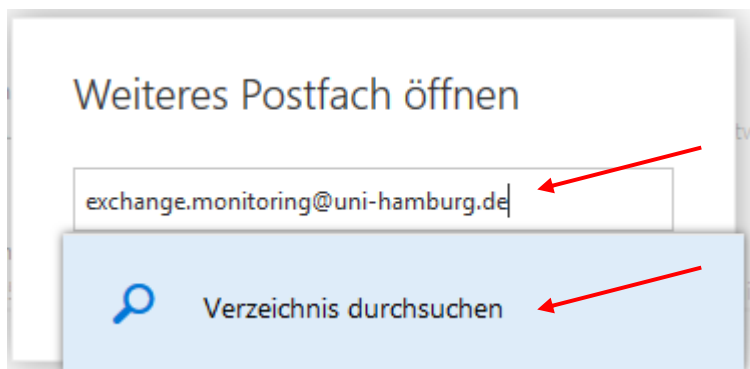 Weiteres Postfach öffnen
exchange.monitoring@uni-hamburg.de
Verzeichnis durchsuchen